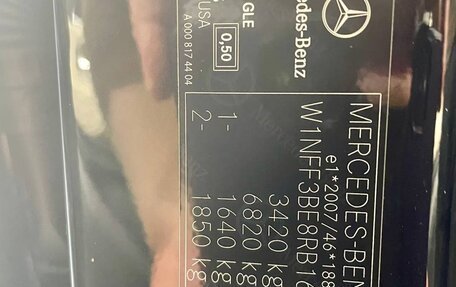 MERCEDES-BEN
e1*2007/46*188
W1NFF3BE8RB16
3420 kg
6820 kg
1- 1640 kg
2- 1850 kg
Mercedes-Benz
GLE
0,50
USA
A 000 817 44 04